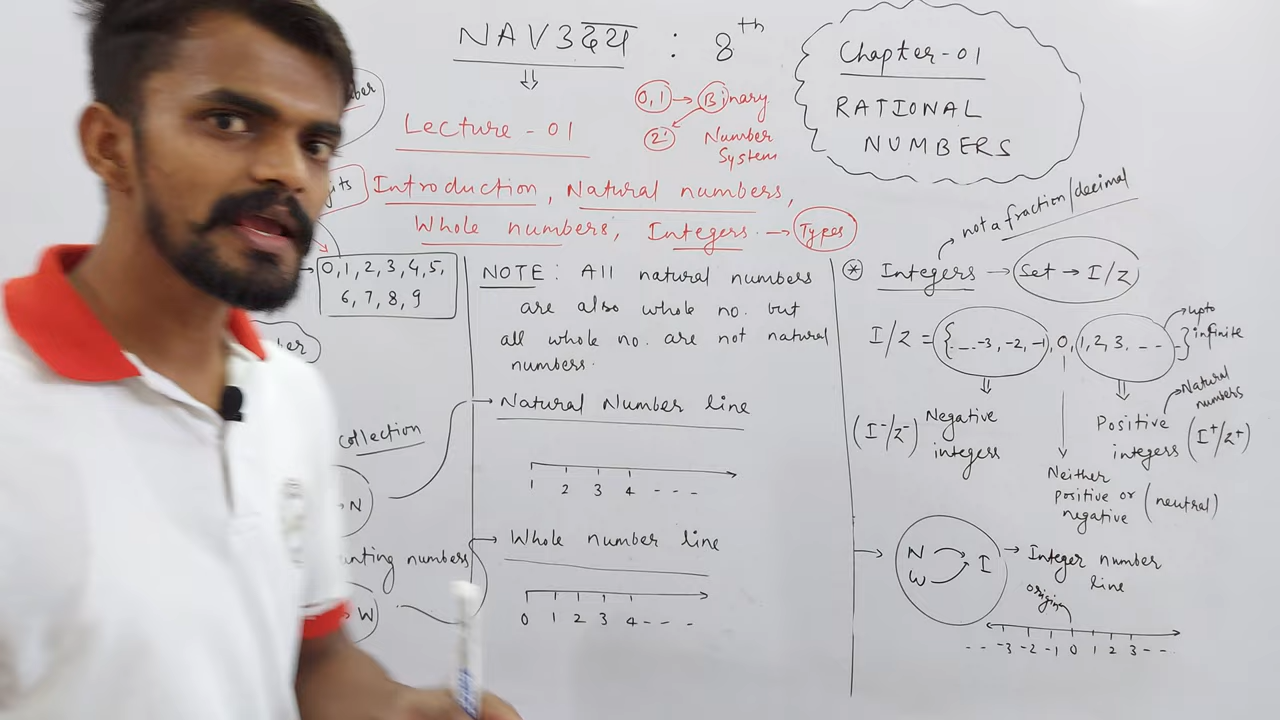 NAVउदय : 8th
Chapter-01
RATIONAL
NUMBERS
0,1 → Binary
2
Number
System
Lecture - 01
Introduction, Natural numbers,
Whole numbers, Integers → Types
0, 1, 2, 3, 4, 5,
6, 7, 8, 9
collection
N
unting numbers
W
NOTE: All natural numbers
are also whole no. but
all whole no. are not natural
numbers.
→ Natural Number line
1 2 3 4 - - -
→ Whole number line
0 1 2 3 4 - - -
not a fraction/decimal
* Integers → Set → I/Z
I/Z = {... -3, -2, -1, 0, 1, 2, 3, - - -}
upto
infinite
Natural
numbers
(I⁻/Z⁻) Negative
integers
Positive
integers (I⁺/Z⁺)
Neither
positive or (neutral)
negative
N
W
I
→ Integer number
line
origin
- - -3 -2 -1 0 1 2 3 - -